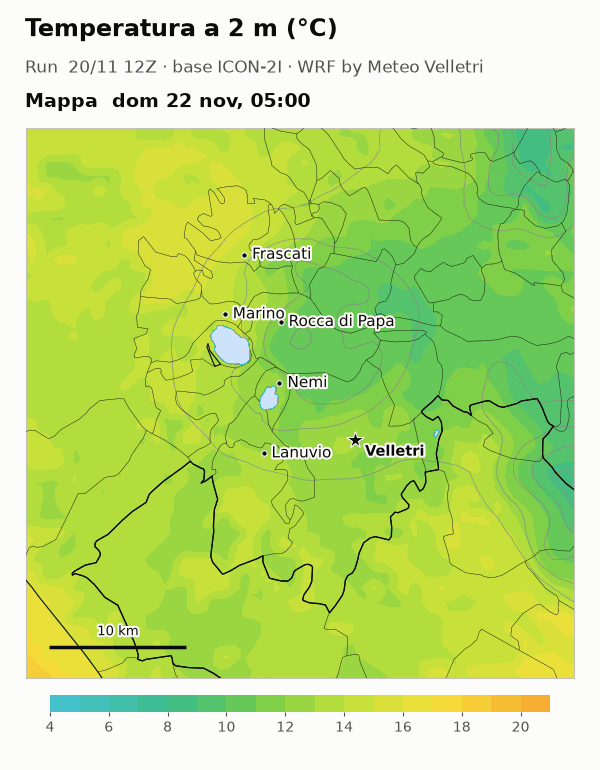 Temperatura a 2 m (°C)
Run  20/11 12Z · base ICON-2I · WRF by Meteo Velletri
Mappa  dom 22 nov, 05:00
Frascati
Marino
Rocca di Papa
Nemi
Velletri
Lanuvio
10 km
4 6 8 10 12 14 16 18 20